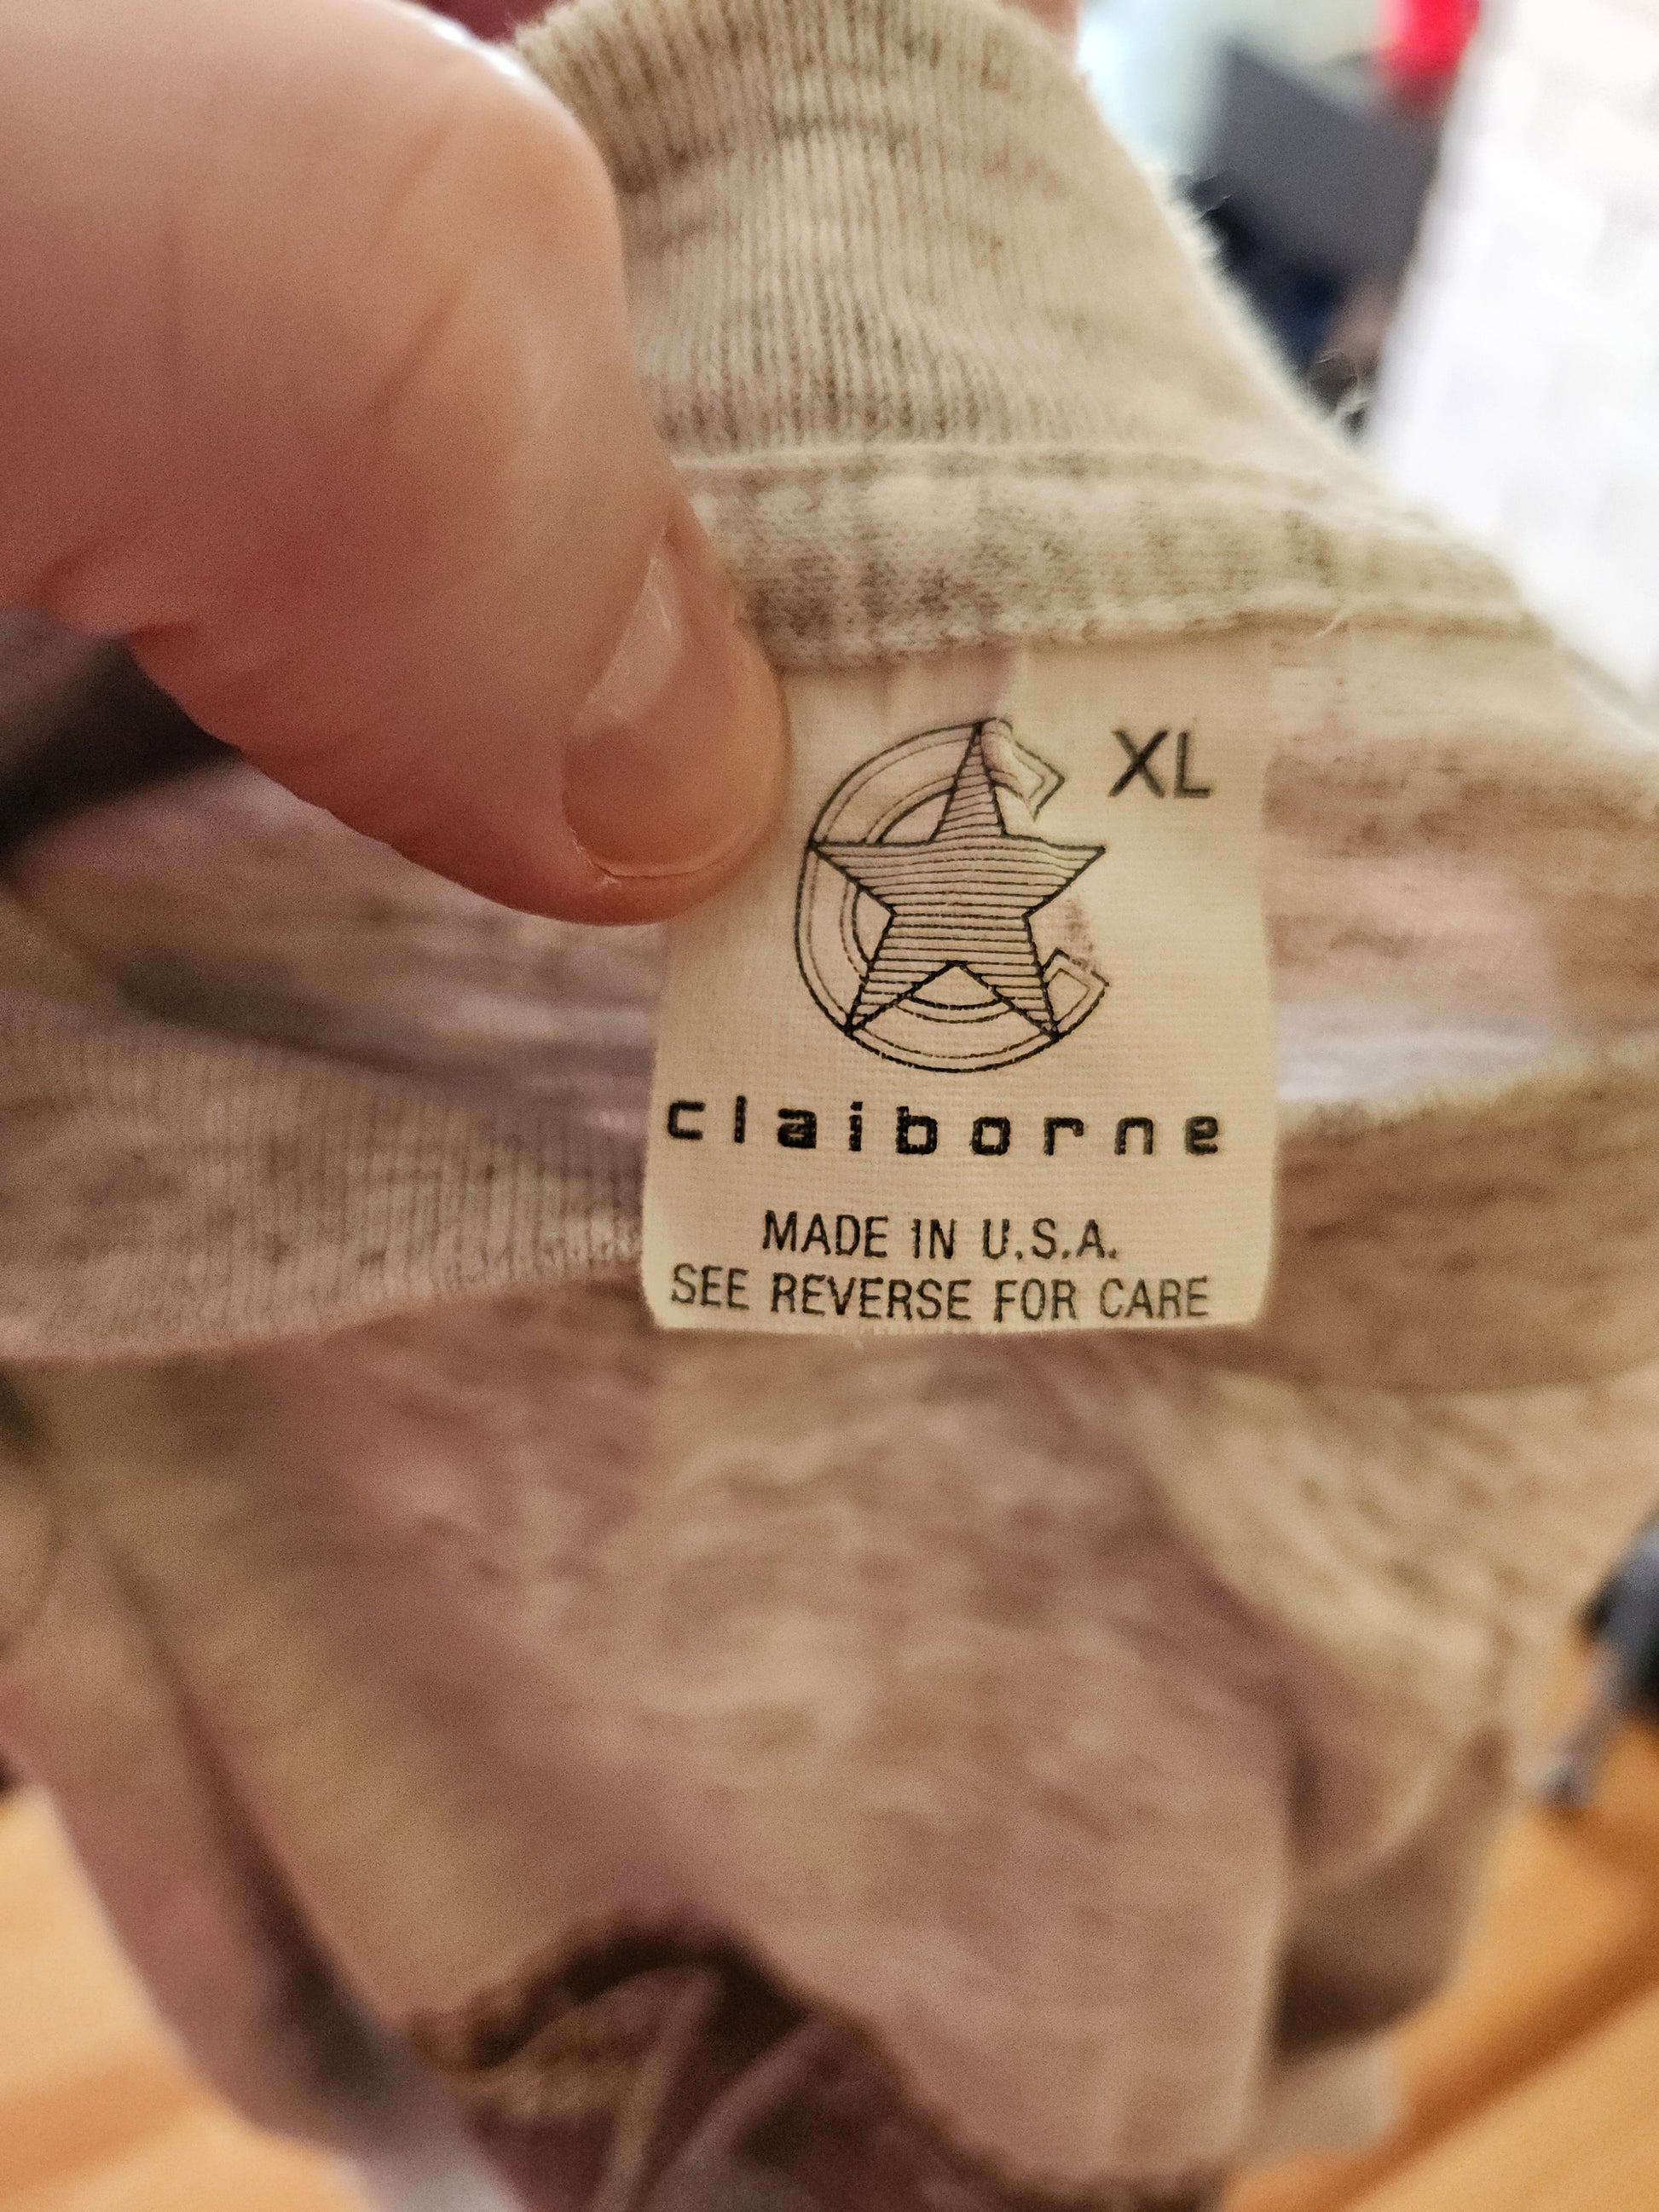 XL
claiborne
MADE IN U.S.A.
SEE REVERSE FOR CARE